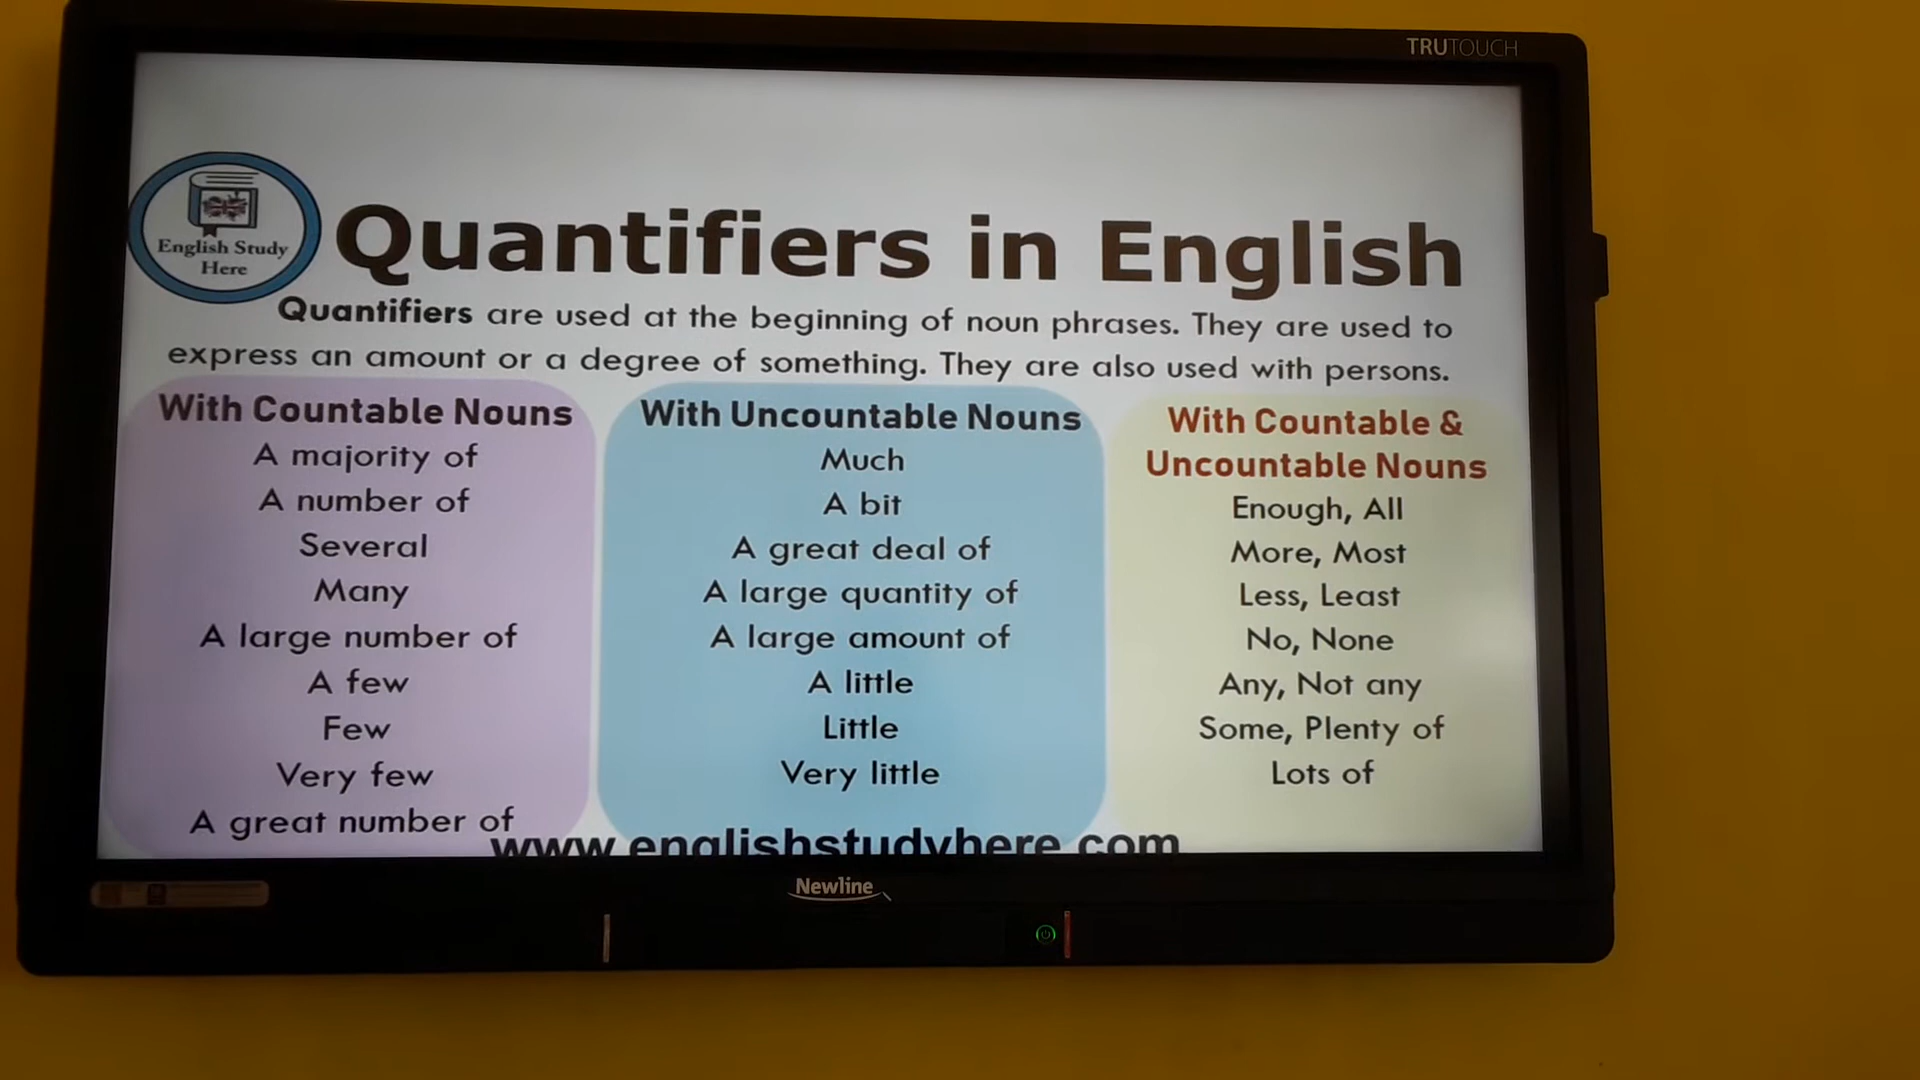 TRUTOUCH
English Study
Here
Quantifiers in English
Quantifiers are used at the beginning of noun phrases. They are used to
express an amount or a degree of something. They are also used with persons.
With Countable Nouns
A majority of
A number of
Several
Many
A large number of
A few
Few
Very few
A great number of
With Uncountable Nouns
Much
A bit
A great deal of
A large quantity of
A large amount of
A little
Little
Very little
With Countable &
Uncountable Nouns
Enough, All
More, Most
Less, Least
No, None
Any, Not any
Some, Plenty of
Lots of
www.englishstudyhere.com
Newline